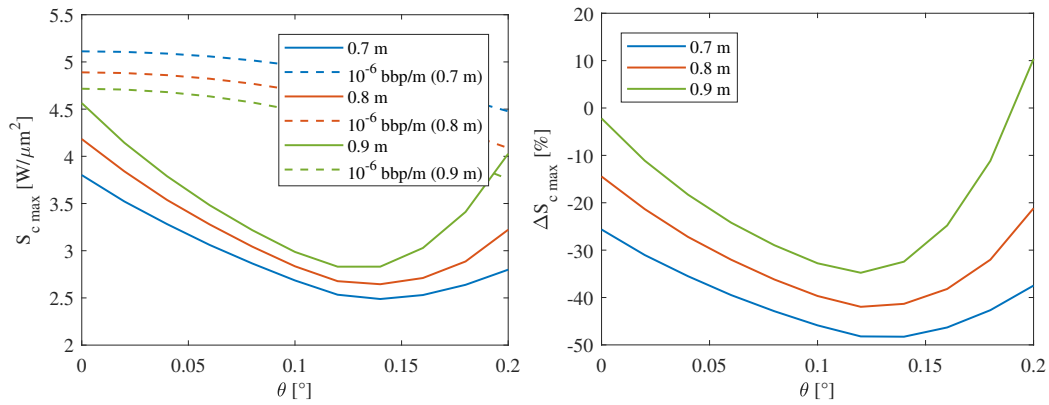 5.5
5
4.5
4
3.5
3
2.5
2
S_c max [W/μm²]
0
0.05
0.1
0.15
0.2
θ [°]
0.7 m
10⁻⁶ bbp/m (0.7 m)
0.8 m
10⁻⁶ bbp/m (0.8 m)
0.9 m
10⁻⁶ bbp/m (0.9 m)
20
10
0
-10
-20
-30
-40
-50
ΔS_c max [%]
0
0.05
0.1
0.15
0.2
θ [°]
0.7 m
0.8 m
0.9 m